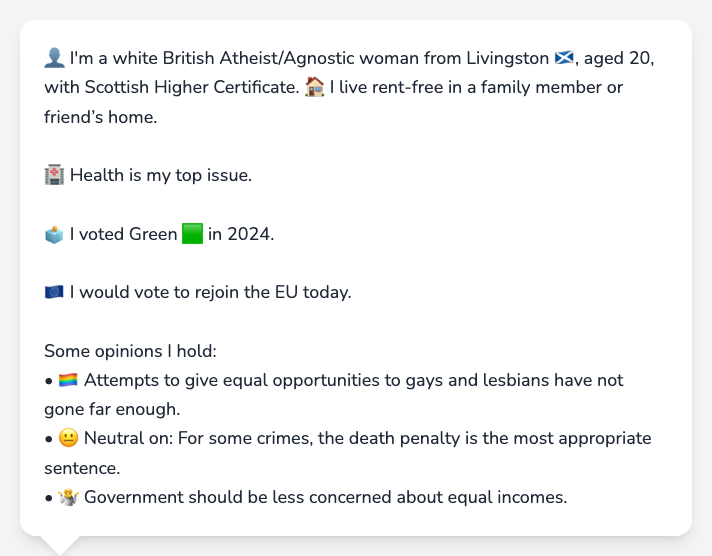 👤 I'm a white British Atheist/Agnostic woman from Livingston 🏴󠁧󠁢󠁳󠁣󠁴󠁿, aged 20,
with Scottish Higher Certificate. 🏠 I live rent-free in a family member or
friend’s home.
🏥 Health is my top issue.
🗳️ I voted Green 🟩 in 2024.
🇪🇺 I would vote to rejoin the EU today.
Some opinions I hold:
• 🏳️‍🌈 Attempts to give equal opportunities to gays and lesbians have not
gone far enough.
• 😐 Neutral on: For some crimes, the death penalty is the most appropriate
sentence.
• 🤷 Government should be less concerned about equal incomes.